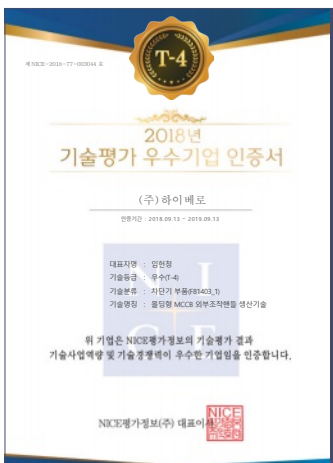 T-4
제 NICE-2018-TT-003044 호
2018년
기술평가 우수기업 인증서
(주)하이베로
인증기간 : 2018.09.13 ~ 2019.09.13
대표자명 : 임헌정
기술등급 : 우수(T-4)
기술분류 : 차단기 부품(F81403_1)
기술명칭 : 몰딩형 MCCB 외부조작핸들 생산기술
위 기업은 NICE평가정보의 기술평가 결과
기술사업역량 및 기술경쟁력이 우수한 기업임을 인증합니다.
NICE평가정보(주) 대표이사